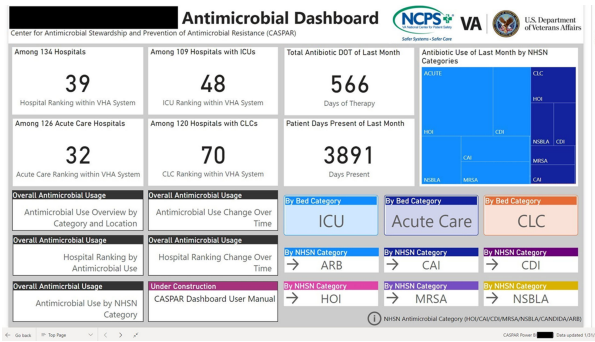 Antimicrobial Dashboard
Center for Antimicrobial Stewardship and Prevention of Antimicrobial Resistance (CASPAR)
NCPS
Safer Systems - Safer Care
VA
U.S. Department
of Veterans Affairs
Among 134 Hospitals
39
Hospital Ranking within VHA System
Among 109 Hospitals with ICUs
48
ICU Ranking within VHA System
Total Antibiotic DOT of Last Month
566
Days of Therapy
Antibiotic Use of Last Month by NHSN
Categories
ACUTE
HOI
CDI
CAI
NSBLA
MRSA
CLC
HOI
NSBLA
CDI
MRSA
CAI
Among 126 Acute Care Hospitals
32
Acute Care Ranking within VHA System
Among 120 Hospitals with CLCs
70
CLC Ranking within VHA System
Patient Days Present of Last Month
3891
Days Present
Overall Antimicrobial Usage
Antimicrobial Use Overview by
Category and Location
Overall Antimicrobial Usage
Antimicrobial Use Change Over
Time
By Bed Category
ICU
By Bed Category
Acute Care
By Bed Category
CLC
Overall Antimicrobial Usage
Hospital Ranking by
Antimicrobial Use
Overall Antimicrobial Usage
Hospital Ranking Change Over
Time
By NHSN Category
→ ARB
By NHSN Category
→ CAI
By NHSN Category
→ CDI
Overall Antimicrbial Usage
Antimicrobial Use by NHSN
Category
Under Construction
CASPAR Dashboard User Manual
By NHSN Category
→ HOI
By NHSN Category
→ MRSA
By NHSN Category
→ NSBLA
NHSN Antimicrobial Category (HOI/CAI/CDI/MRSA/NSBLA/CANDIDA/ARB)
Go back
Top Page
CASPAR Power BI
Data updated 1/31/